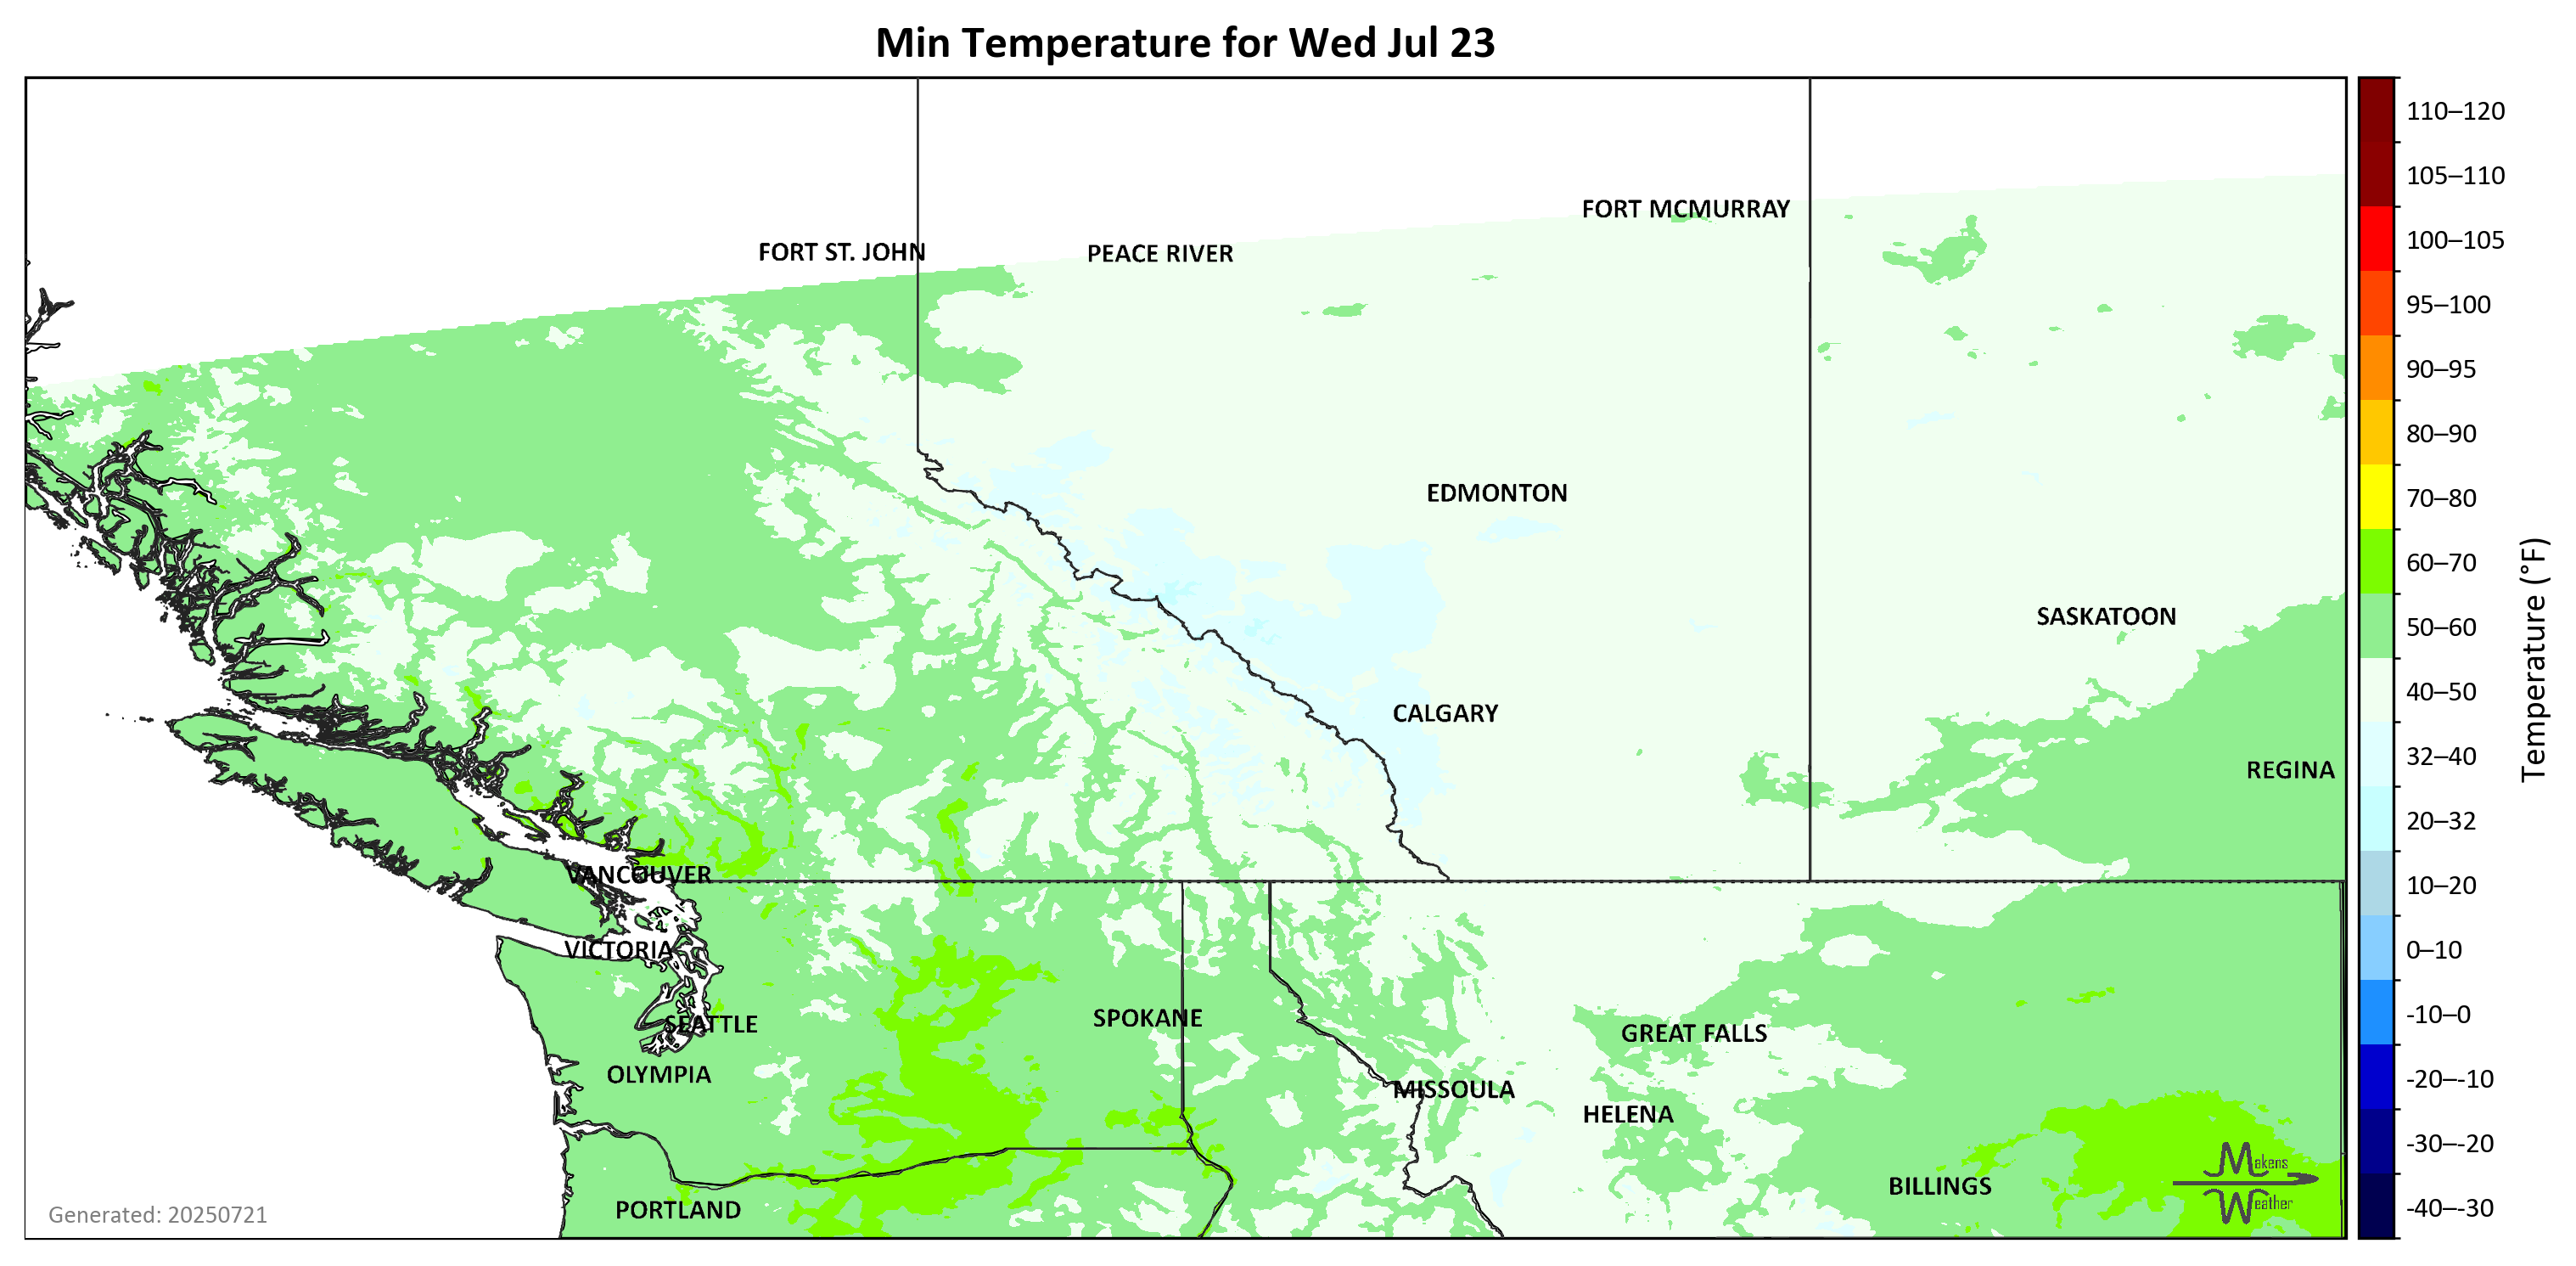 Min Temperature for Wed Jul 23
FORT MCMURRAY
FORT ST. JOHN
PEACE RIVER
EDMONTON
SASKATOON
CALGARY
REGINA
VANCOUVER
VICTORIA
SEATTLE
SPOKANE
GREAT FALLS
OLYMPIA
MISSOULA
HELENA
BILLINGS
PORTLAND
Makens
Weather
Generated: 20250721
110–120
105–110
100–105
95–100
90–95
80–90
70–80
60–70
50–60
40–50
32–40
20–32
10–20
0–10
-10–0
-20–-10
-30–-20
-40–-30
Temperature (°F)